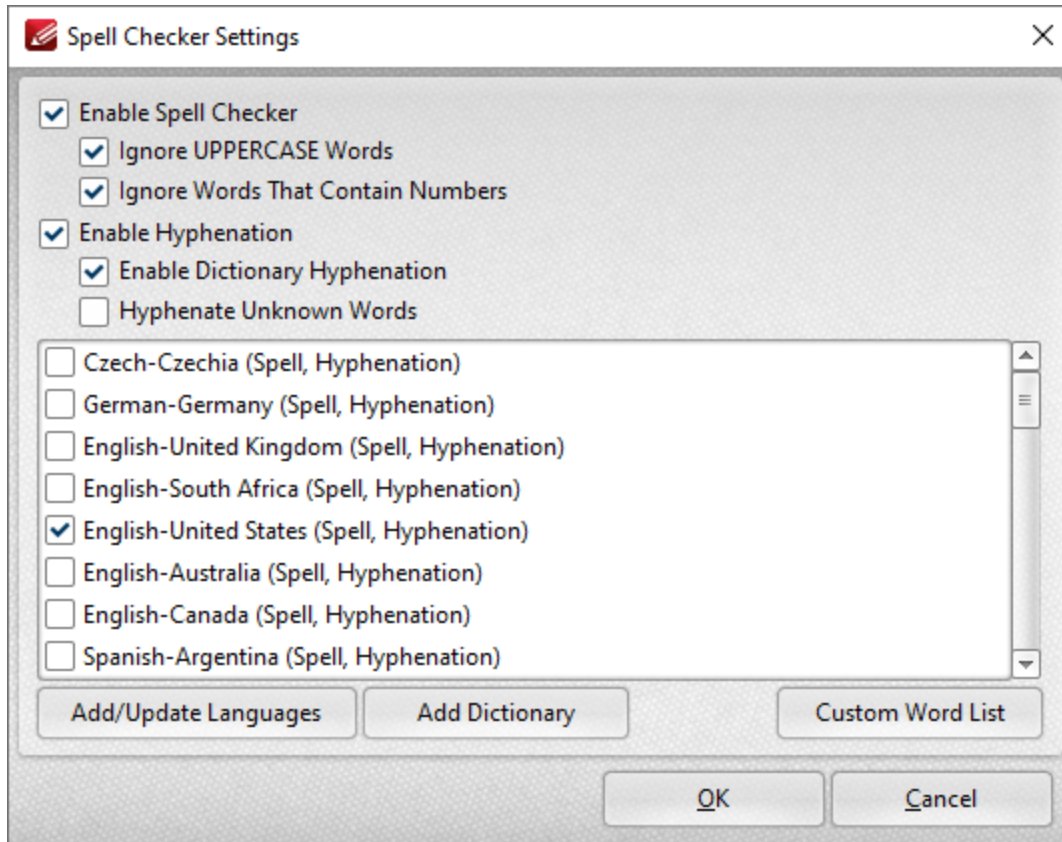 Spell Checker Settings
Enable Spell Checker
Ignore UPPERCASE Words
Ignore Words That Contain Numbers
Enable Hyphenation
Enable Dictionary Hyphenation
Hyphenate Unknown Words
Czech-Czechia (Spell, Hyphenation)
German-Germany (Spell, Hyphenation)
English-United Kingdom (Spell, Hyphenation)
English-South Africa (Spell, Hyphenation)
English-United States (Spell, Hyphenation)
English-Australia (Spell, Hyphenation)
English-Canada (Spell, Hyphenation)
Spanish-Argentina (Spell, Hyphenation)
Add/Update Languages Add Dictionary Custom Word List
OK Cancel